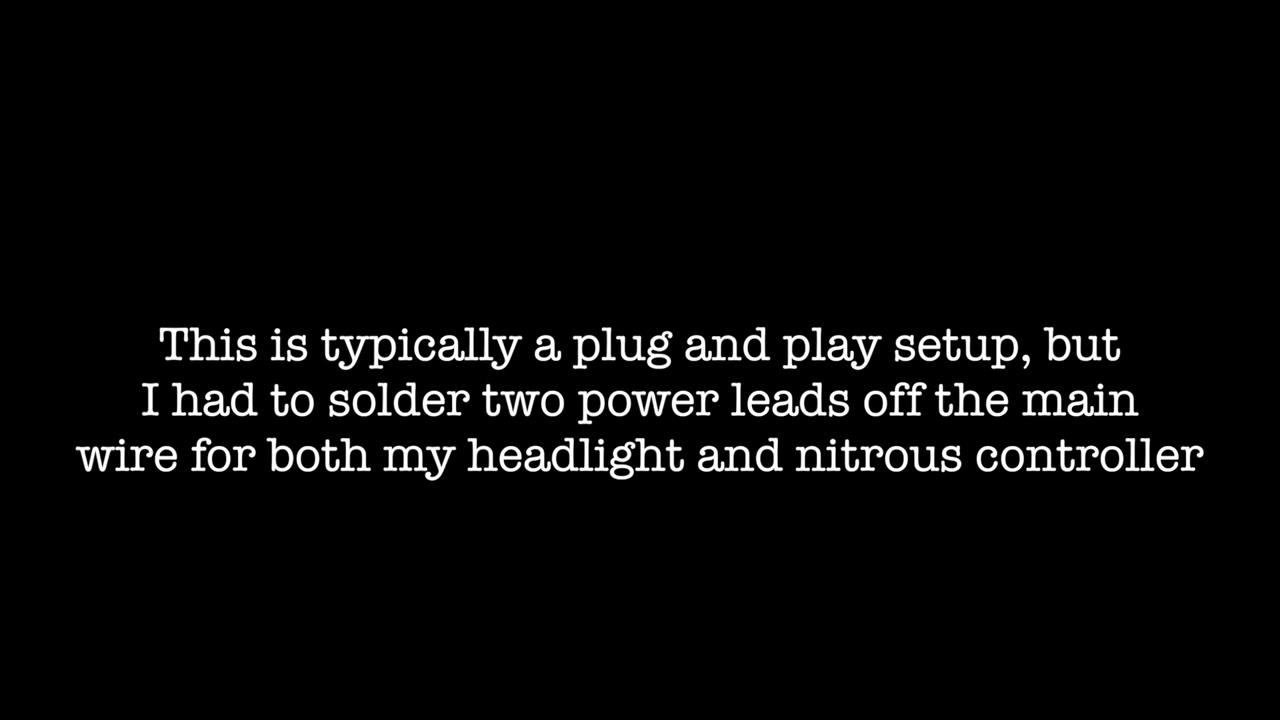 This is typically a plug and play setup, but
I had to solder two power leads off the main
wire for both my headlight and nitrous controller